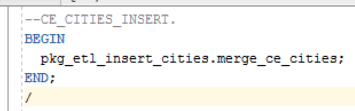 --CE_CITIES_INSERT.
BEGIN
pkg_etl_insert_cities.merge_ce_cities;
END;
/